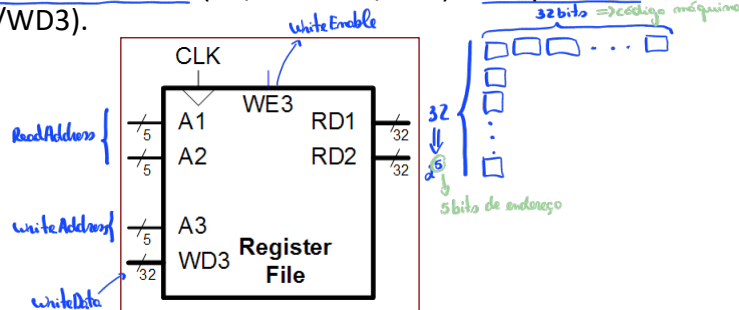 /WD3).
WriteEnable
32 bits => código máquina
CLK
WE3
ReadAddress
5 A1 RD1 32
5 A2 RD2 32
WriteAddress
5 A3
32 WD3 Register File
WriteData
32
2^5
5 bits de endereço